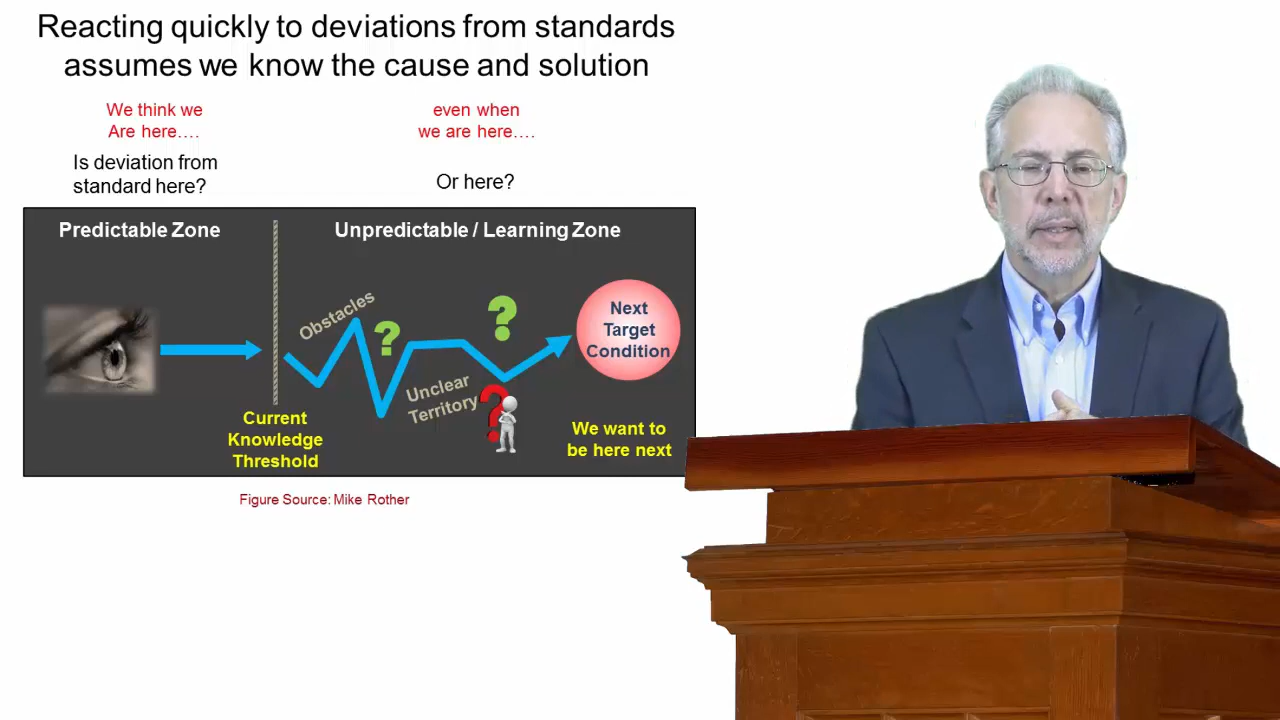 Reacting quickly to deviations from standards
assumes we know the cause and solution
We think we
Are here….
even when
we are here….
Is deviation from
standard here?
Or here?
Predictable Zone
Unpredictable / Learning Zone
Obstacles
?
?
Next
Target
Condition
Unclear
Territory
?
Current
Knowledge
Threshold
We want to
be here next
Figure Source: Mike Rother